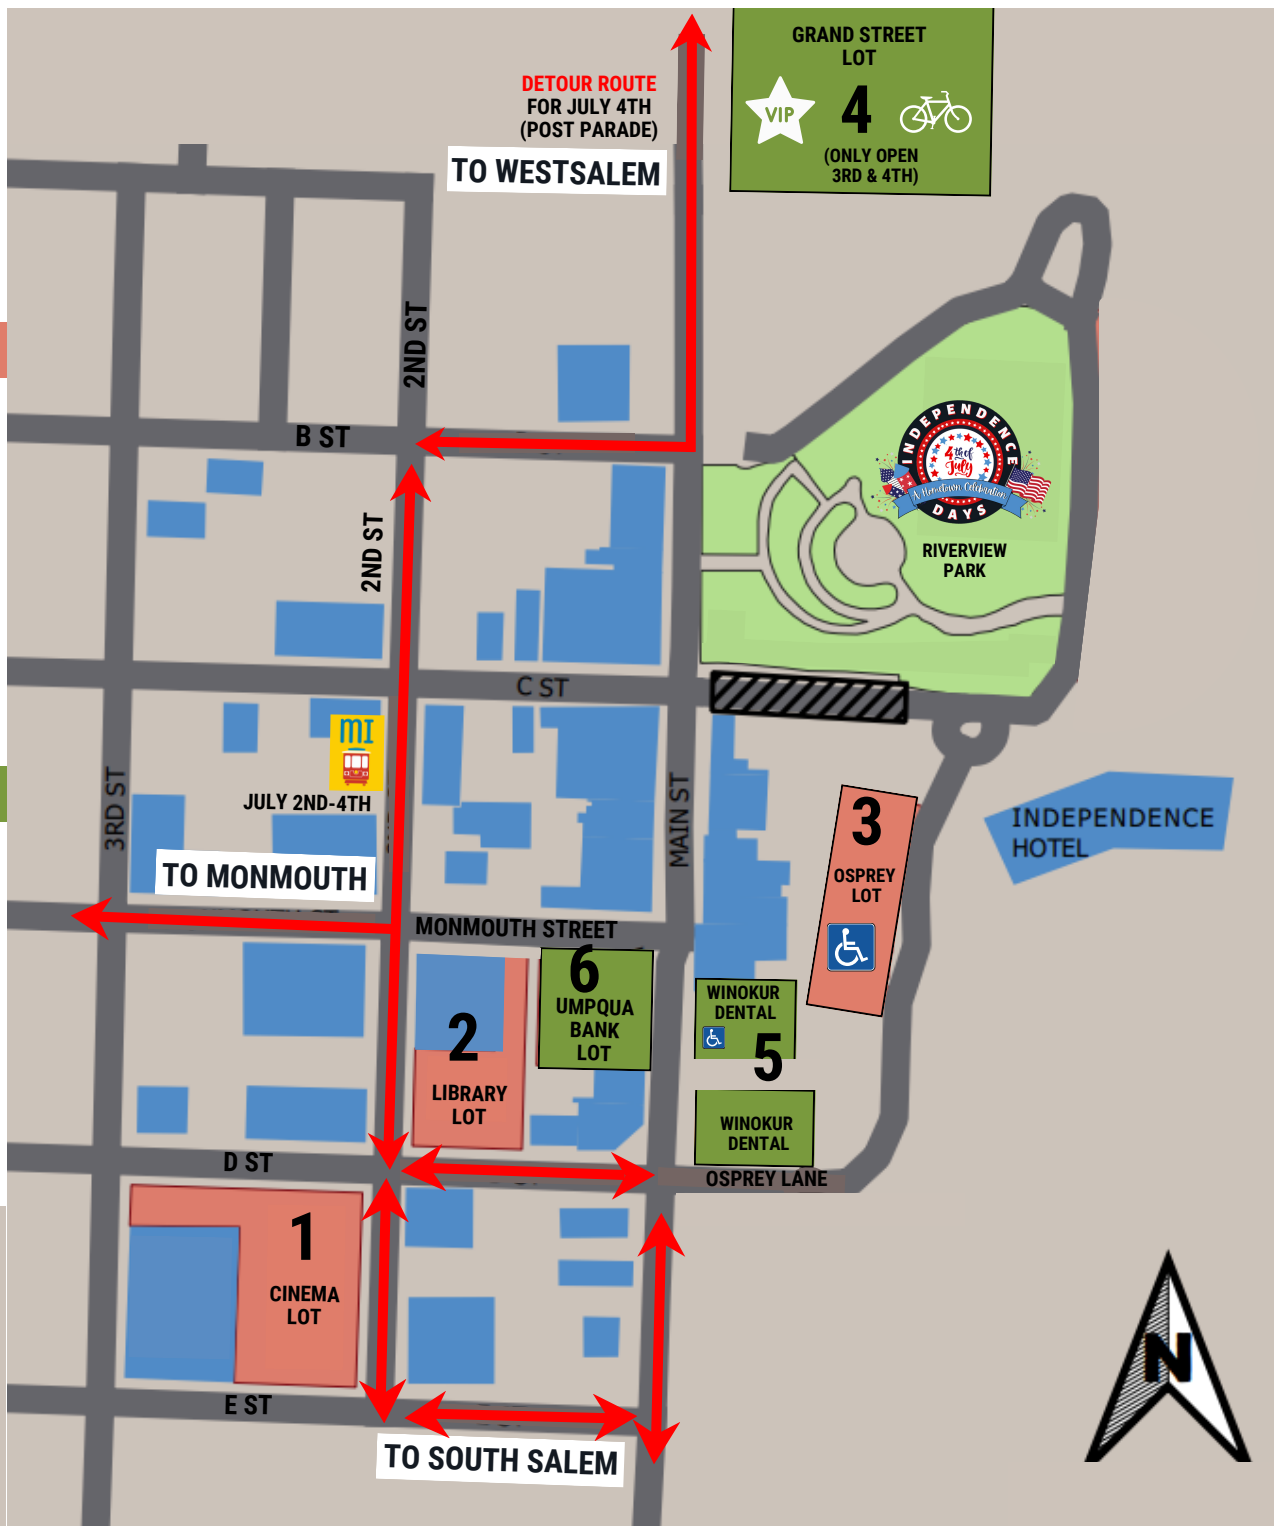 GRAND STREET
LOT
VIP
4
(ONLY OPEN
3RD & 4TH)
DETOUR ROUTE
FOR JULY 4TH
(POST PARADE)
TO WESTSALEM
2ND ST
B ST
INDEPENDENCE
4th of
July
A Hometown Celebration
DAYS
RIVERVIEW
PARK
2ND ST
C ST
MI
JULY 2ND-4TH
3RD ST
MAIN ST
INDEPENDENCE
HOTEL
3
OSPREY
LOT
TO MONMOUTH
MONMOUTH STREET
6
UMPQUA
BANK
LOT
WINOKUR
DENTAL
5
2
LIBRARY
LOT
WINOKUR
DENTAL
D ST
OSPREY LANE
1
CINEMA
LOT
E ST
TO SOUTH SALEM
N